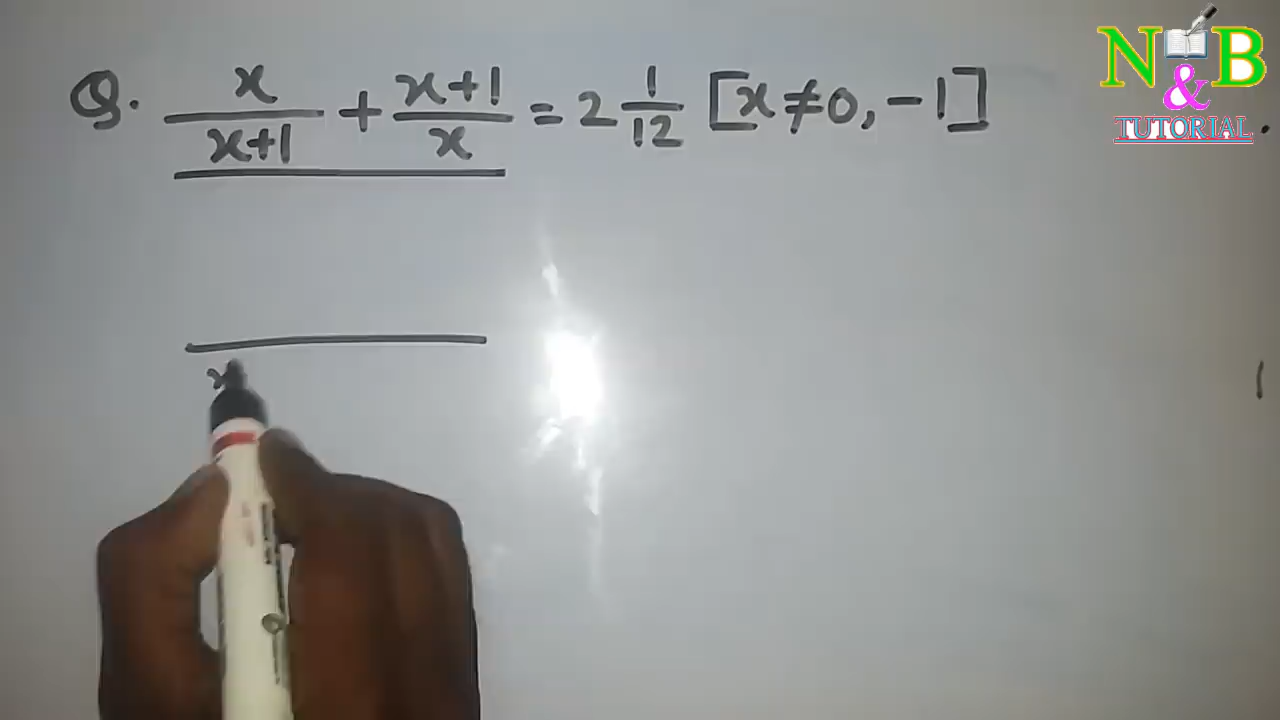 Q. x/(x+1) + (x+1)/x = 2 1/12 [x≠0, -1]
x
N B
&
TUTORIAL